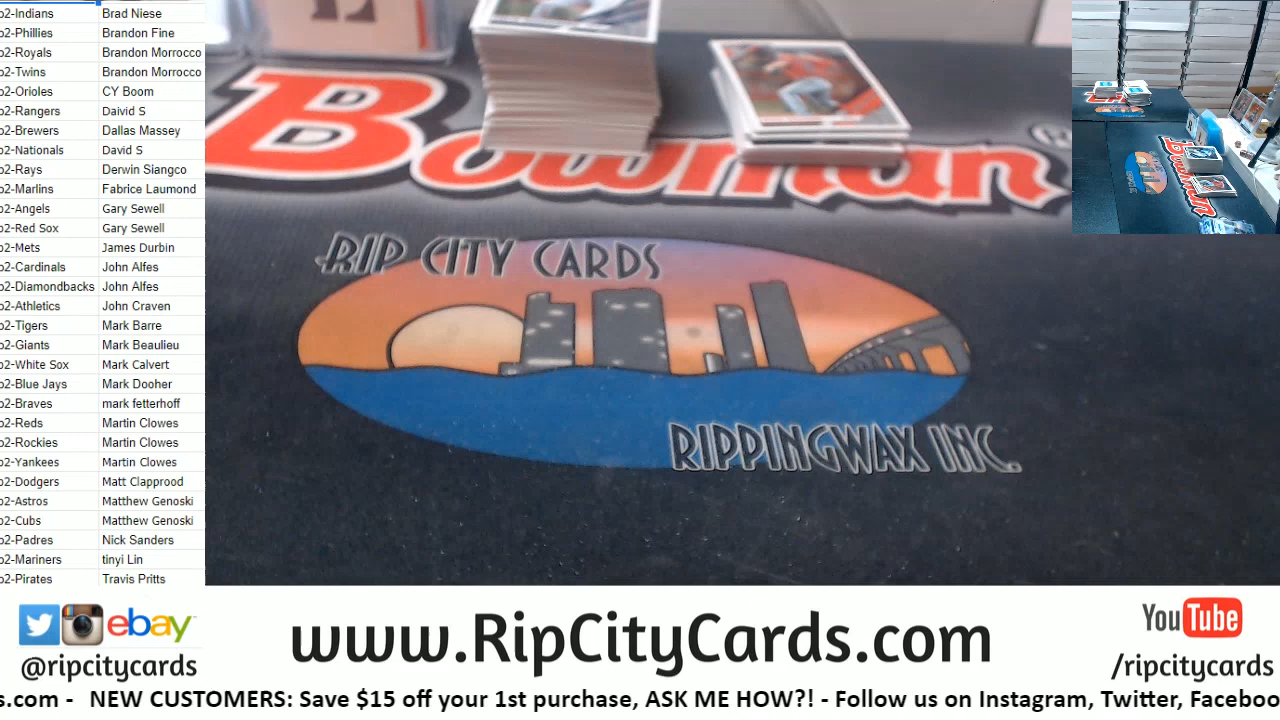 o2-Indians Brad Niese
o2-Phillies Brandon Fine
o2-Royals Brandon Morrocco
o2-Twins Brandon Morrocco
o2-Orioles CY Boom
o2-Rangers Daivid S
o2-Brewers Dallas Massey
o2-Nationals David S
o2-Rays Derwin Siangco
o2-Marlins Fabrice Laumond
o2-Angels Gary Sewell
o2-Red Sox Gary Sewell
o2-Mets James Durbin
o2-Cardinals John Alfes
o2-Diamondbacks John Alfes
o2-Athletics John Craven
o2-Tigers Mark Barre
o2-Giants Mark Beaulieu
o2-White Sox Mark Calvert
o2-Blue Jays Mark Dooher
o2-Braves mark fetterhoff
o2-Reds Martin Clowes
o2-Rockies Martin Clowes
o2-Yankees Martin Clowes
o2-Dodgers Matt Clapprood
o2-Astros Matthew Genoski
o2-Cubs Matthew Genoski
o2-Padres Nick Sanders
o2-Mariners tinyi Lin
o2-Pirates Travis Pritts
Bowman
RIP CITY CARDS
RIPPINGWAX INC.
Bowman
ebay
@ripcitycards
www.RipCityCards.com
YouTube
/ripcitycards
s.com - NEW CUSTOMERS: Save $15 off your 1st purchase, ASK ME HOW?! - Follow us on Instagram, Twitter, Faceboo